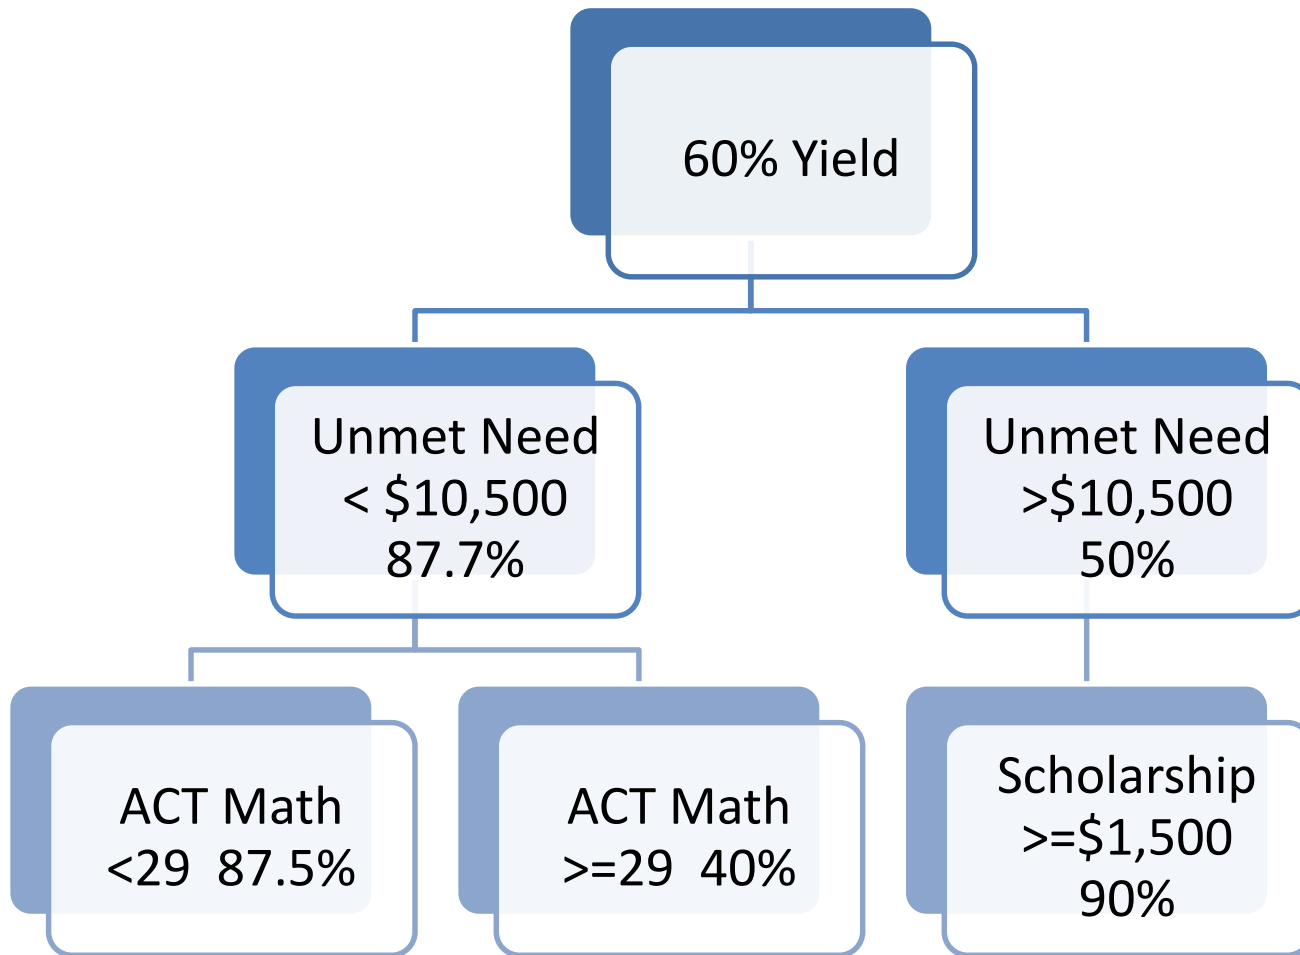 60% Yield
Unmet Need
< $10,500
87.7%
Unmet Need
>$10,500
50%
ACT Math
<29  87.5%
ACT Math
>=29  40%
Scholarship
>=$1,500
90%